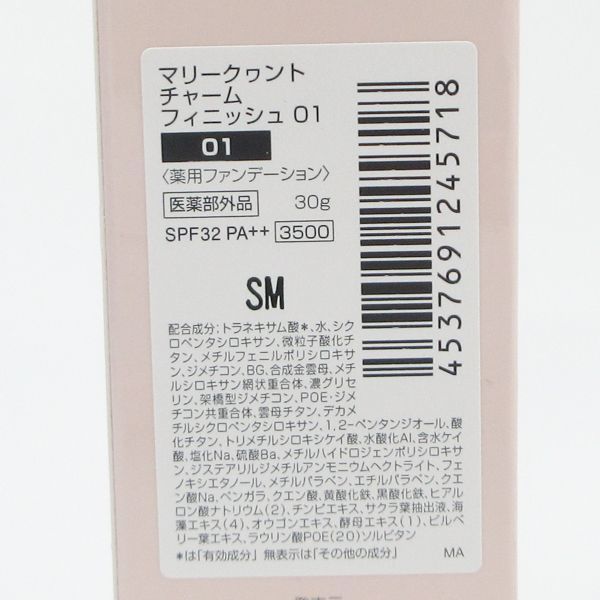 マリークヮント
チャーム
フィニッシュ 01
01
〈薬用ファンデーション〉
医薬部外品 30g
SPF32 PA++ 3500
SM
配合成分:トラネキサム酸*、水、シク
ロペンタシロキサン、微粒子酸化チ
タン、メチルフェニルポリシロキサ
ン、ジメチコン、BG、合成金雲母、メ
チルシロキサン網状重合体、濃グリセ
リン、架橋型ジメチコン、POE・ジメ
チコン共重合体、雲母チタン、デカメ
チルシクロペンタシロキサン、1,2-ペンタンジオール、酸
化チタン、トリメチルシロキシケイ酸、水酸化Al、含水ケイ
酸、塩化Na、硫酸Ba、メチルハイドロジェンポリシロキサ
ン、ジステアリルジメチルアンモニウムヘクトライト、フェ
ノキシエタノール、メチルパラベン、エチルパラベン、クエ
ン酸Na、ベンガラ、クエン酸、黄酸化鉄、黒酸化鉄、ヒアル
ロン酸ナトリウム(2)、チンピエキス、サクラ葉抽出液、海
藻エキス(4)、オウゴンエキス、酵母エキス(1)、ビルベ
リー葉エキス、ラウリン酸POE(20)ソルビタン
*は「有効成分」 無表示は「その他の成分」 MA
4537691245718